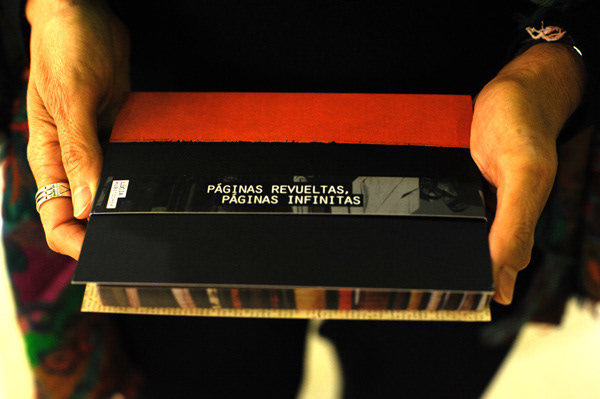 PÁGINAS REVUELTAS,
PÁGINAS INFINITAS